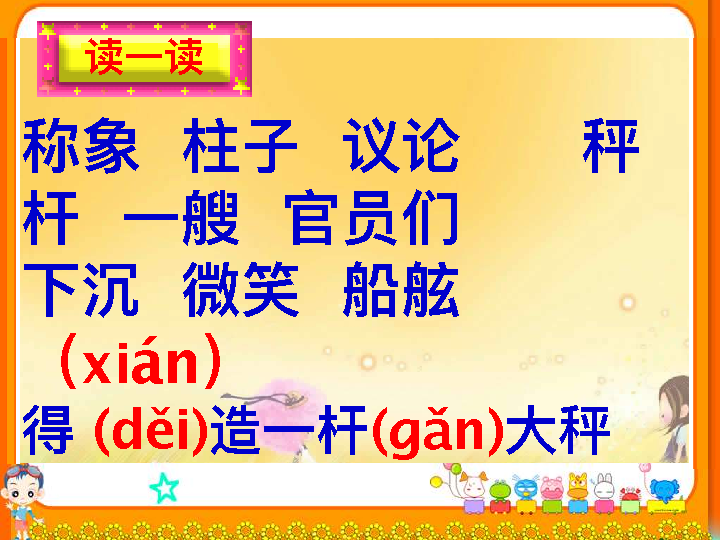 读一读
称象 柱子 议论 秤
杆 一艘 官员们
下沉 微笑 船舷
（xián）
得 (děi)造一杆(gǎn)大秤